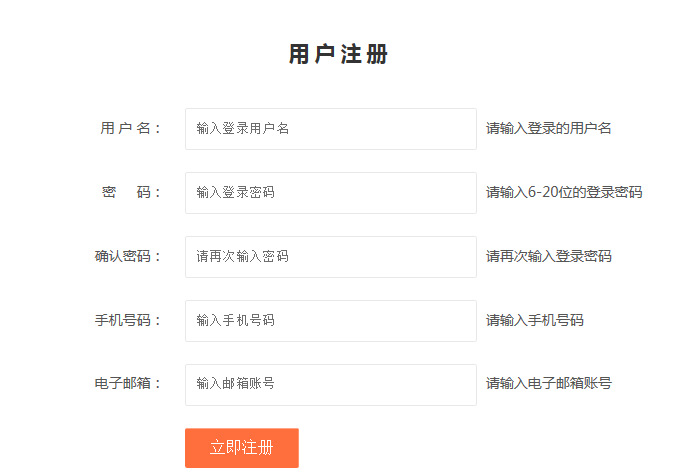 用户注册
用 户 名： 输入登录用户名 请输入登录的用户名
密 码： 输入登录密码 请输入6-20位的登录密码
确认密码： 请再次输入密码 请再次输入登录密码
手机号码： 输入手机号码 请输入手机号码
电子邮箱： 输入邮箱账号 请输入电子邮箱账号
立即注册